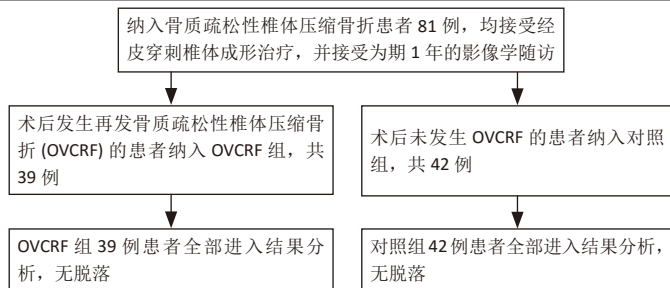 纳入骨质疏松性椎体压缩骨折患者 81 例，均接受经
皮穿刺椎体成形治疗，并接受为期 1 年的影像学随访
术后发生再发骨质疏松性椎体压缩骨
折 (OVCRF) 的患者纳入 OVCRF 组，共
39 例
术后未发生 OVCRF 的患者纳入对照
组，共 42 例
OVCRF 组 39 例患者全部进入结果分
析，无脱落
对照组 42 例患者全部进入结果分析，
无脱落